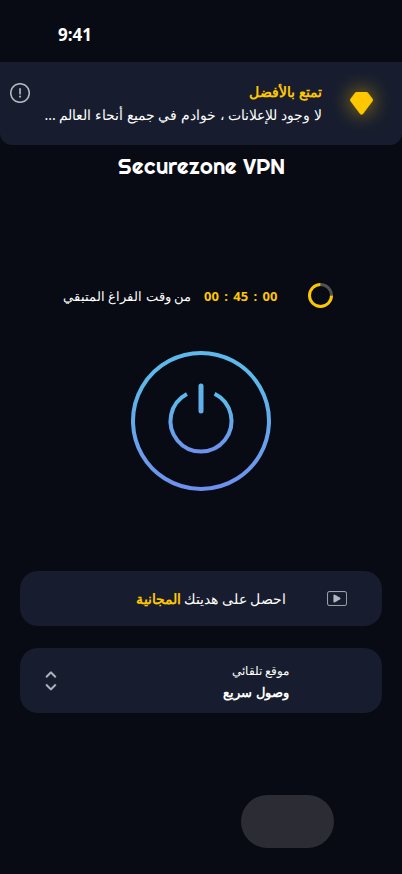 9:41
تمتع بالأفضل
لا وجود للإعلانات ، خوادم في جميع أنحاء العالم ...
Securezone VPN
00 : 45 : 00 من وقت الفراغ المتبقي
احصل على هديتك المجانية
موقع تلقائي
وصول سريع